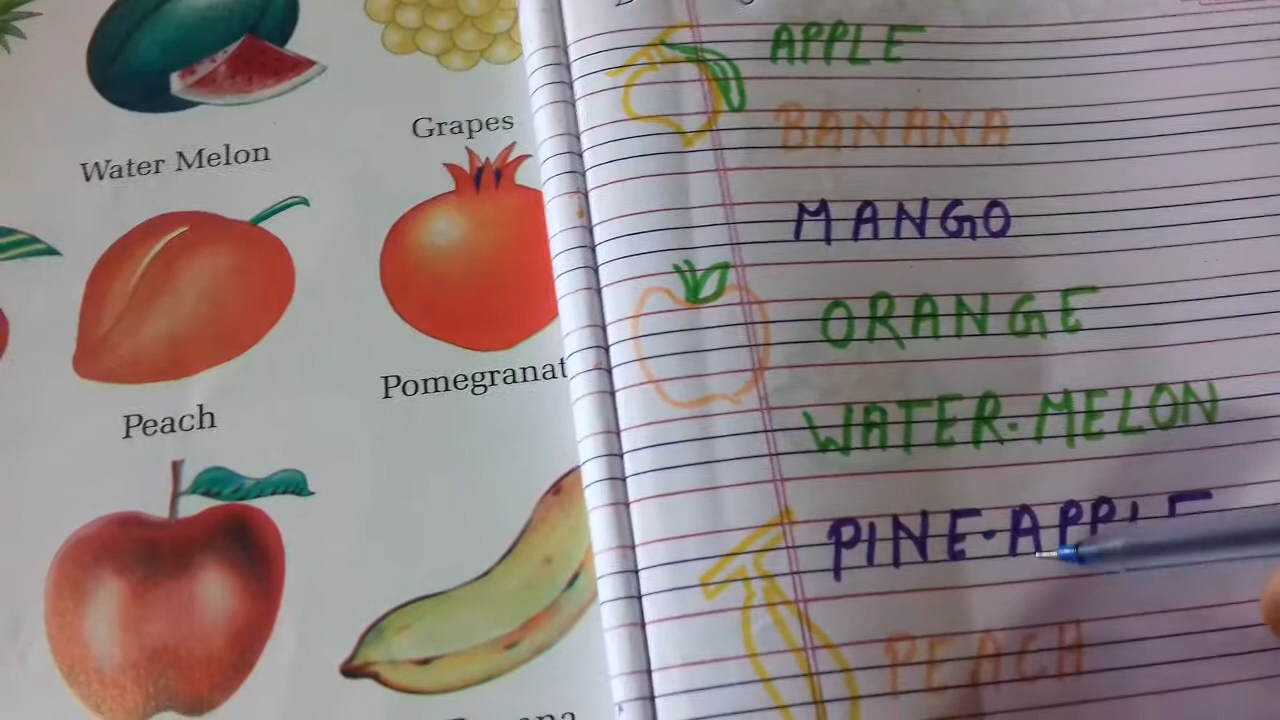 Water Melon
Grapes
Peach
Pomegranat
APPLE
BANANA
MANGO
ORANGE
WATER-MELON
PINE-APPLE
PEACH